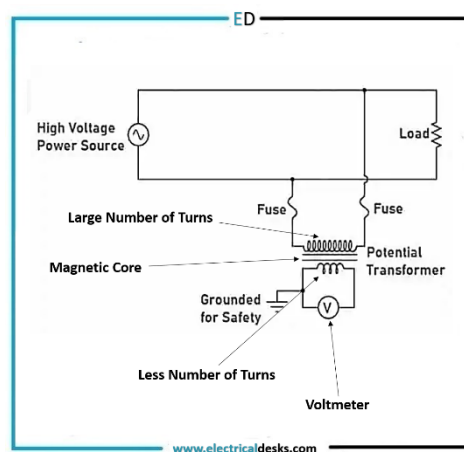 ED
High Voltage
Power Source
Load
Fuse
Fuse
Large Number of Turns
Potential
Transformer
Magnetic Core
Grounded
for Safety
V
Less Number of Turns
Voltmeter
www.electricaldesks.com